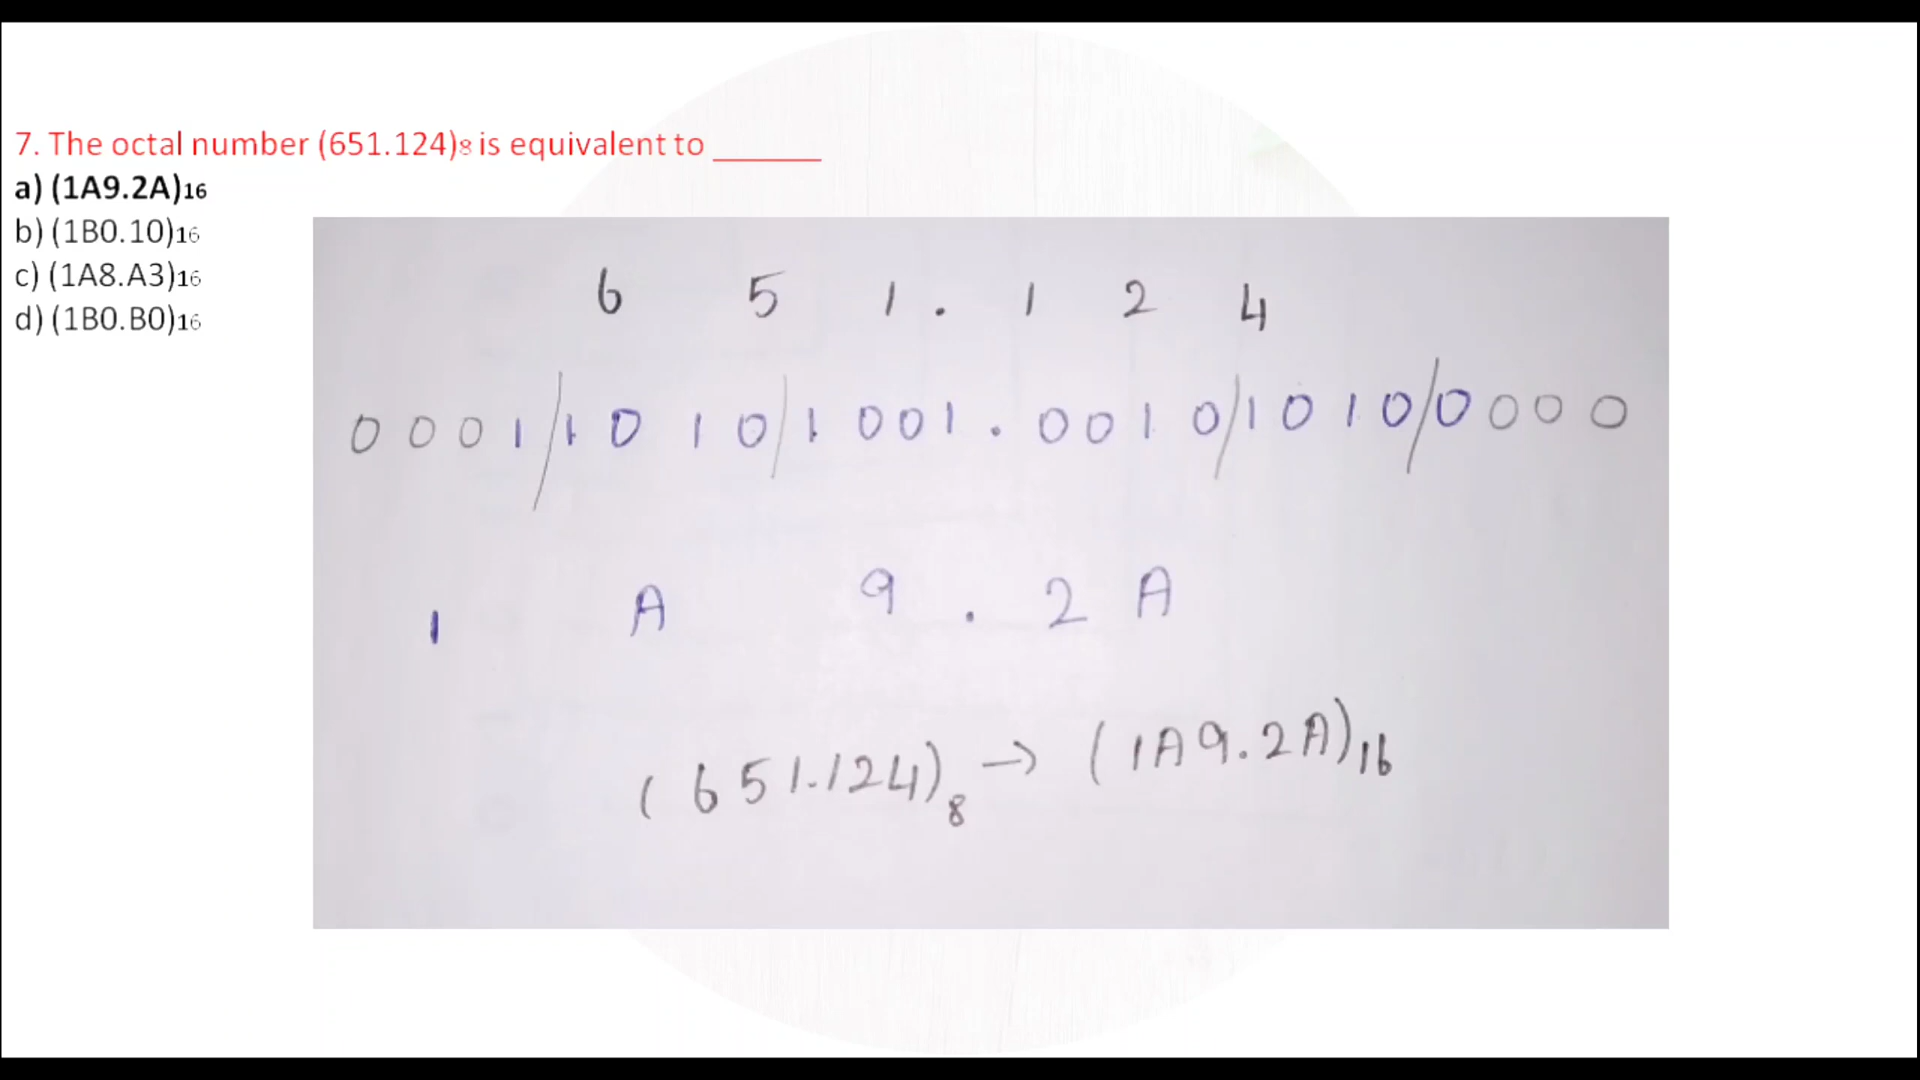 7. The octal number (651.124)8 is equivalent to ______
a) (1A9.2A)16
b) (1B0.10)16
c) (1A8.A3)16
d) (1B0.B0)16
6 5 1 . 1 2 4
0 0 0 1 / 1 0 1 0 / 1 0 0 1 . 0 0 1 0 / 1 0 1 0 / 0 0 0 0
1 A 9 . 2 A
(651.124)8 → (1A9.2A)16